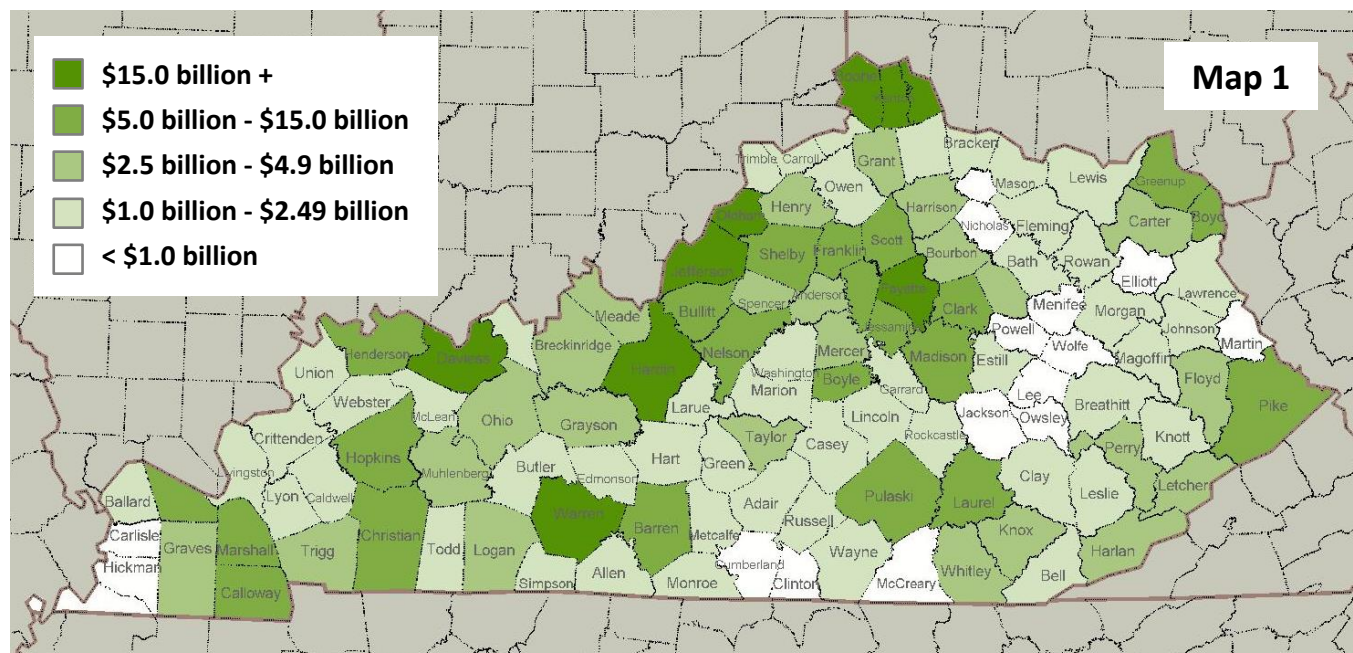 $15.0 billion +
$5.0 billion - $15.0 billion
$2.5 billion - $4.9 billion
$1.0 billion - $2.49 billion
< $1.0 billion
Map 1
Boone
Kenton
Bracken
Trimble
Carroll
Grant
Mason
Lewis
Greenup
Owen
Henry
Harrison
Nicholas
Fleming
Carter
Boyd
Oldham
Jefferson
Shelby
Franklin
Scott
Bourbon
Bath
Rowan
Elliott
Lawrence
Fayette
Spencer
Anderson
Clark
Menifee
Morgan
Meade
Bullitt
Jessamine
Powell
Wolfe
Johnson
Martin
Magoffin
Henderson
Daviess
Breckinridge
Hardin
Nelson
Washington
Mercer
Madison
Estill
Floyd
Union
Boyle
Marion
Garrard
Lee
Pike
Webster
McLean
Ohio
Grayson
Larue
Lincoln
Rockcastle
Jackson
Owsley
Breathitt
Crittenden
Taylor
Casey
Knott
Perry
Hopkins
Muhlenberg
Butler
Edmonson
Hart
Green
Livingston
Lyon
Caldwell
Clay
Leslie
Letcher
Ballard
Pulaski
Laurel
Adair
Russell
Warren
Barren
Metcalfe
Knox
Carlisle
Graves
Marshall
Trigg
Christian
Todd
Logan
Wayne
Harlan
Hickman
Calloway
Simpson
Allen
Monroe
Cumberland
Clinton
McCreary
Whitley
Bell